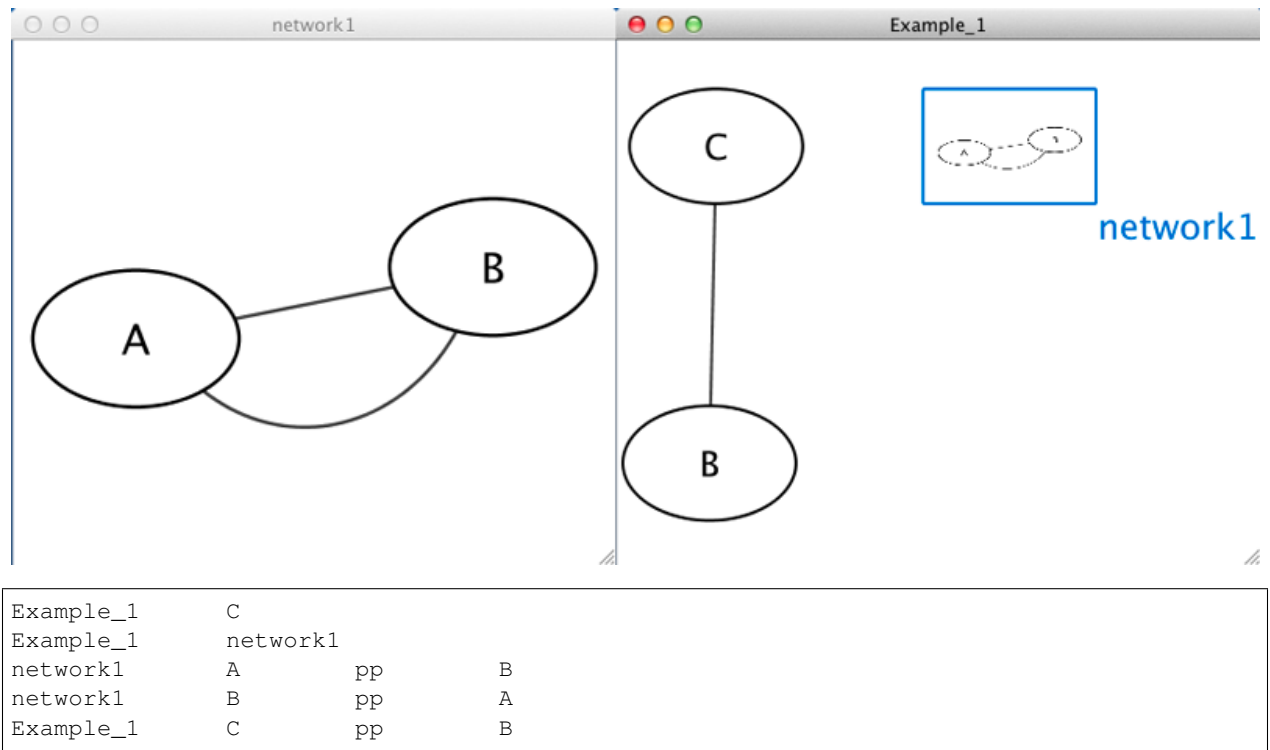 network1
Example_1
A
B
C
B
A
network1
Example_1 C
Example_1 network1
network1 A pp B
network1 B pp A
Example_1 C pp B